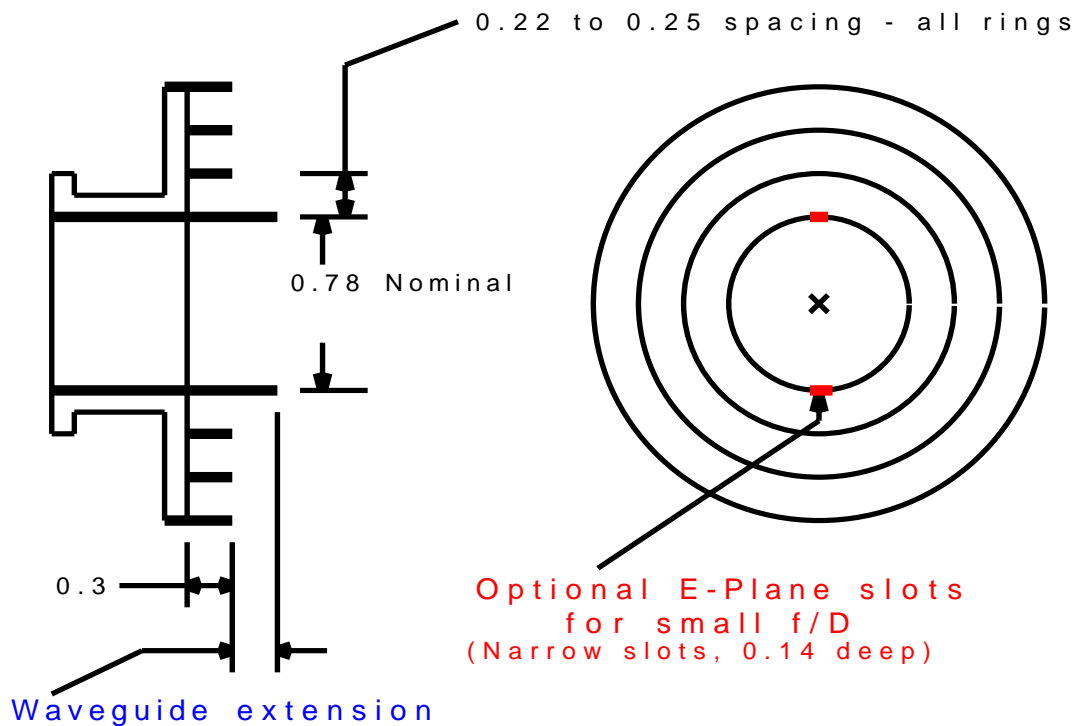 0.22 to 0.25 spacing - all rings
0.78 Nominal
0.3
Optional E-Plane slots
for small f/D
(Narrow slots, 0.14 deep)
Waveguide extension